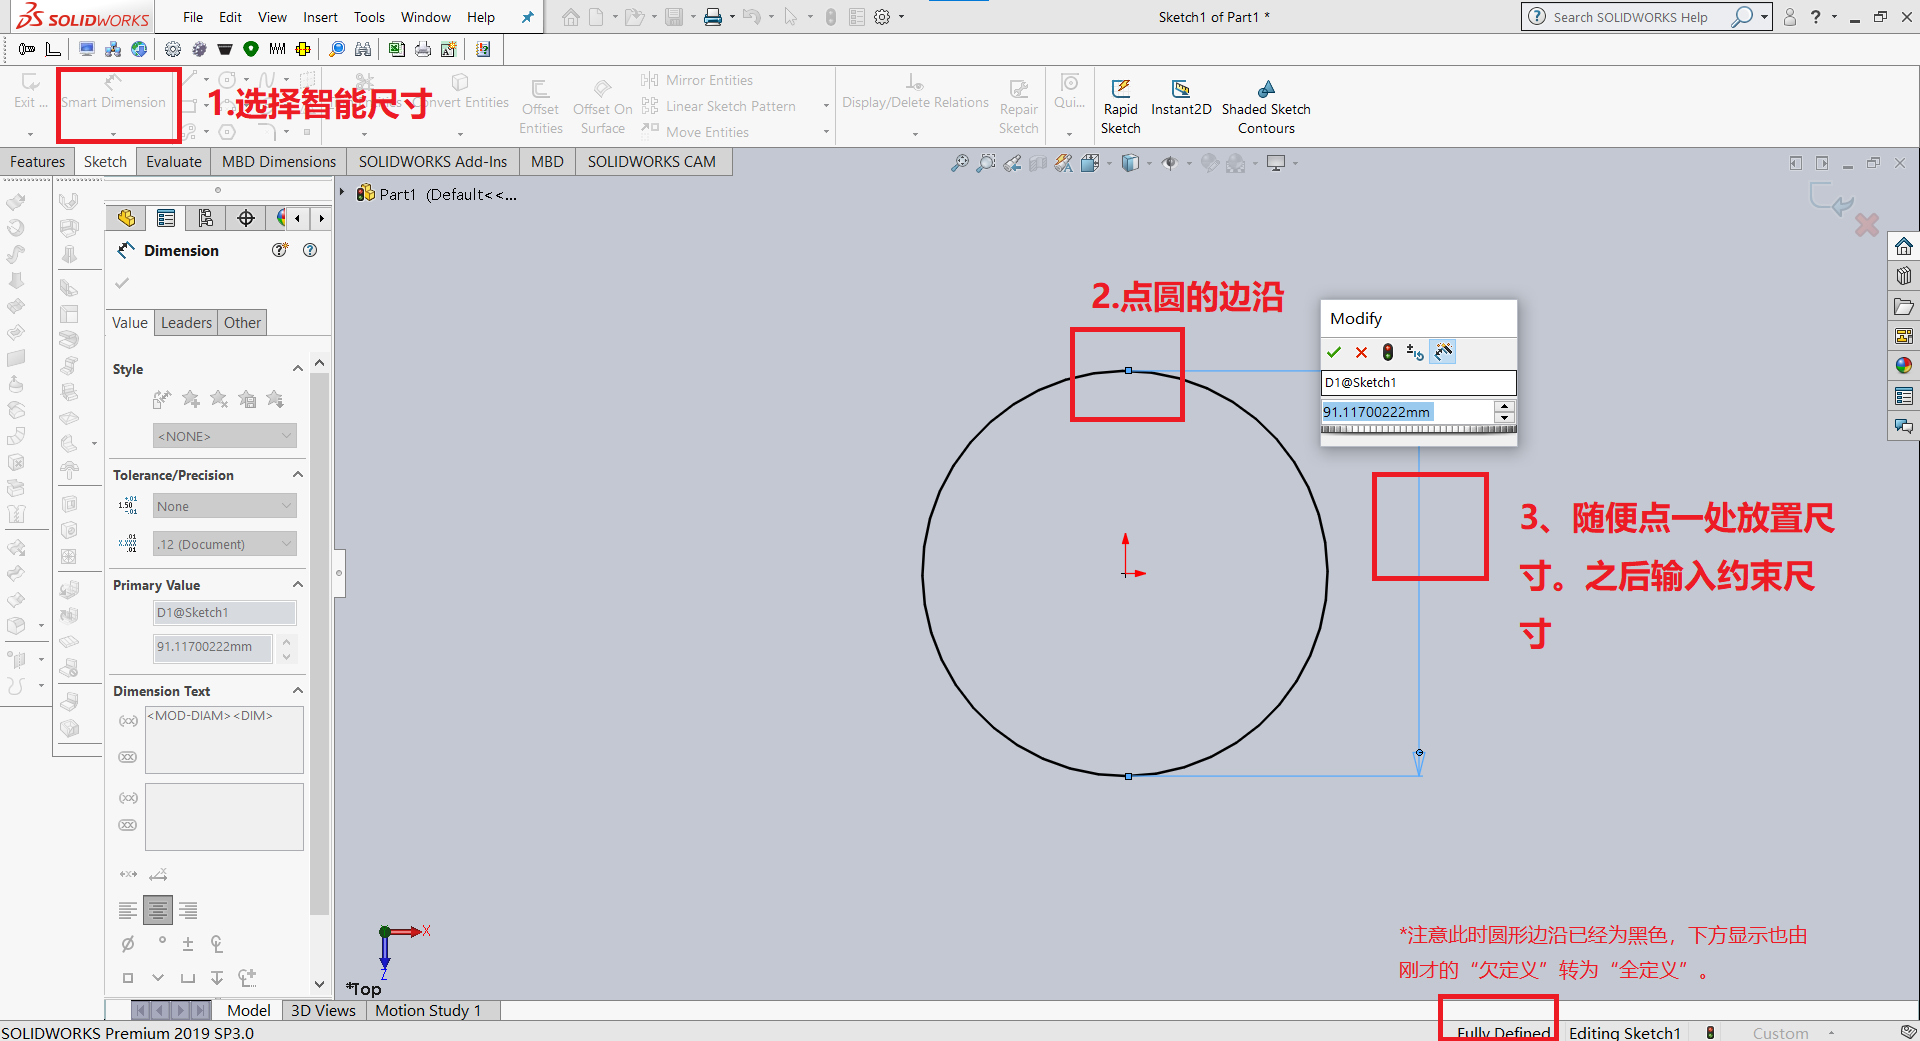 SOLIDWORKS File Edit View Insert Tools Window Help Sketch1 of Part1 * Search SOLIDWORKS Help ?
Exit ... Smart Dimension Convert Entities Offset Entities Offset On Surface Mirror Entities Linear Sketch Pattern Move Entities Display/Delete Relations Repair Sketch Qui... Rapid Sketch Instant2D Shaded Sketch Contours
1.选择智能尺寸
Features Sketch Evaluate MBD Dimensions SOLIDWORKS Add-Ins MBD SOLIDWORKS CAM
Part1 (Default<<...
Dimension
Value Leaders Other
Style
<NONE>
Tolerance/Precision
None
.12 (Document)
Primary Value
D1@Sketch1
91.11700222mm
Dimension Text
<MOD-DIAM><DIM>
2.点圆的边沿
Modify
D1@Sketch1
91.11700222mm
3、随便点一处放置尺
寸。之后输入约束尺
寸
*注意此时圆形边沿已经为黑色，下方显示也由
刚才的“欠定义”转为“全定义”。
X
Z
*Top
Model 3D Views Motion Study 1
SOLIDWORKS Premium 2019 SP3.0 Fully Defined Editing Sketch1 Custom